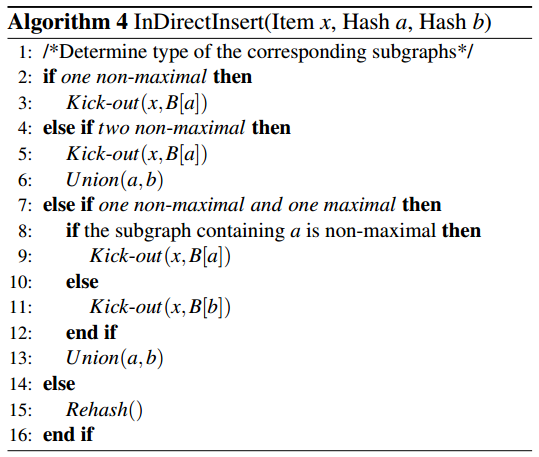 Algorithm 4 InDirectInsert(Item x, Hash a, Hash b)
1: /*Determine type of the corresponding subgraphs*/
2: if one non-maximal then
3: Kick-out(x,B[a])
4: else if two non-maximal then
5: Kick-out(x,B[a])
6: Union(a,b)
7: else if one non-maximal and one maximal then
8: if the subgraph containing a is non-maximal then
9: Kick-out(x,B[a])
10: else
11: Kick-out(x,B[b])
12: end if
13: Union(a,b)
14: else
15: Rehash()
16: end if